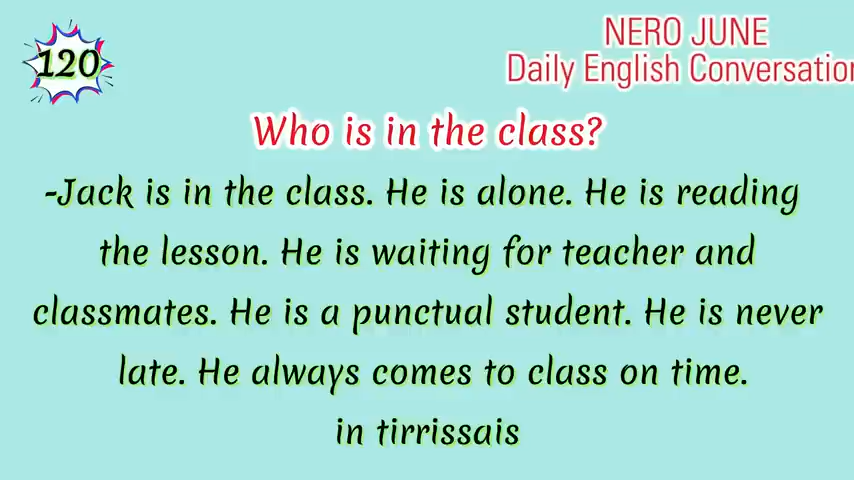 120
NERO JUNE
Daily English Conversation
Who is in the class?
-Jack is in the class. He is alone. He is reading
the lesson. He is waiting for teacher and
classmates. He is a punctual student. He is never
late. He always comes to class on time.
in tirrissais